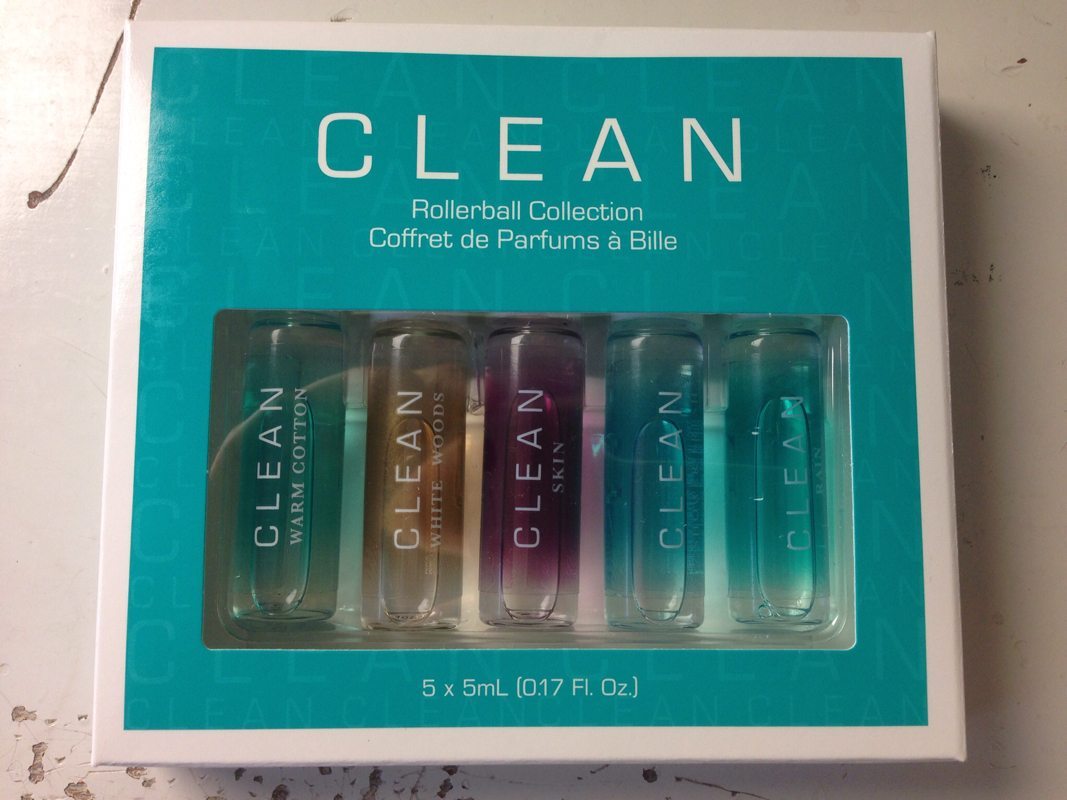 CLEAN
Rollerball Collection
Coffret de Parfums à Bille
CLEAN
WARM COTTON
CLEAN
WHITE WOODS
CLEAN
SKIN
CLEAN
CLEAN
RAIN
5 x 5mL (0.17 Fl. Oz.)